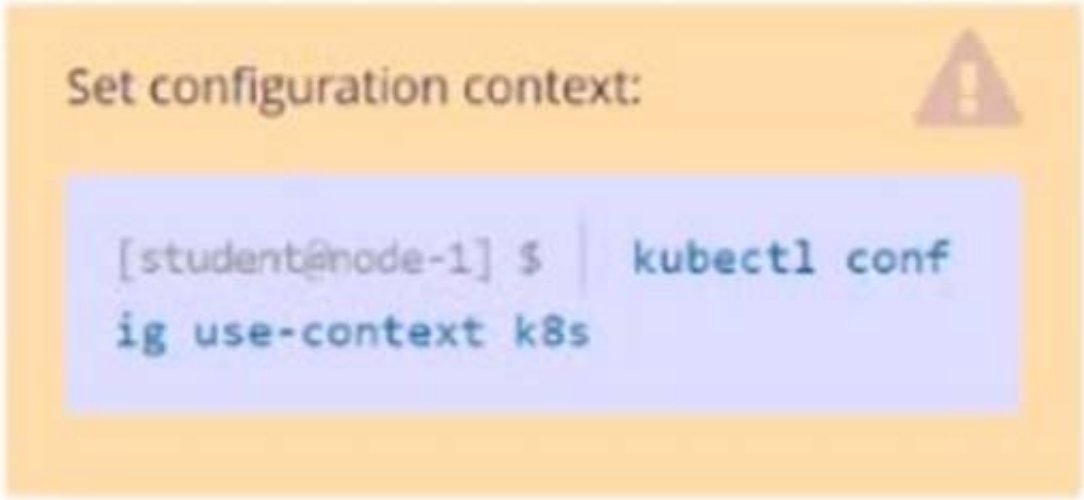 Set configuration context:
[student@node-1] $ | kubectl conf
ig use-context k8s